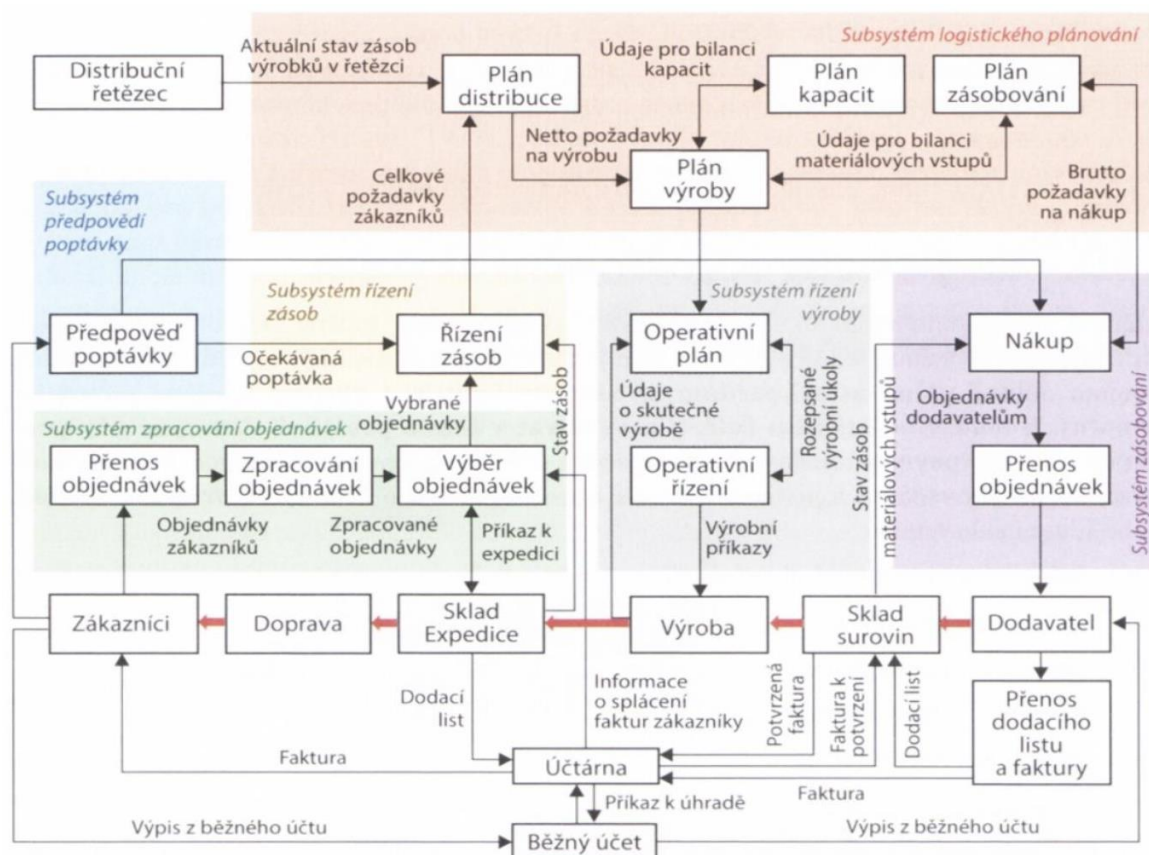 Subsystém logistického plánování
Aktuální stav zásob
výrobků v řetězci
Údaje pro bilanci
kapacit
Distribuční
řetězec
Plán
distribuce
Plán
kapacit
Plán
zásobování
Netto požadavky
na výrobu
Údaje pro bilanci
materiálových vstupů
Plán
výroby
Celkové
požadavky
zákazníků
Brutto
požadavky
na nákup
Subsystém
předpovědí
poptávky
Subsystém řízení
zásob
Subsystém řízení
výroby
Předpověď
poptávky
Očekávaná
poptávka
Řízení
zásob
Operativní
plán
Nákup
Stav zásob
Údaje
o skutečné
výrobě
Rozepsané
výrobní úkoly
Stav zásob
materiálových vstupů
Objednávky
dodavatelům
Subsystém zásobování
Vybrané
objednávky
Subsystém zpracování objednávek
Přenos
objednávek
Zpracování
objednávek
Výběr
objednávek
Operativní
řízení
Přenos
objednávek
Objednávky
zákazníků
Zpracované
objednávky
Příkaz k
expedici
Výrobní
příkazy
Zákazníci
Doprava
Sklad
Expedice
Výroba
Sklad
surovin
Dodavatel
Dodací
list
Informace
o splácení
faktur zákazníky
Potvrzená
faktura
Faktura k
potvrzení
Dodací list
Přenos
dodacího
listu
a faktury
Faktura
Účtárna
Faktura
Příkaz k úhradě
Výpis z běžného účtu
Běžný účet
Výpis z běžného účtu